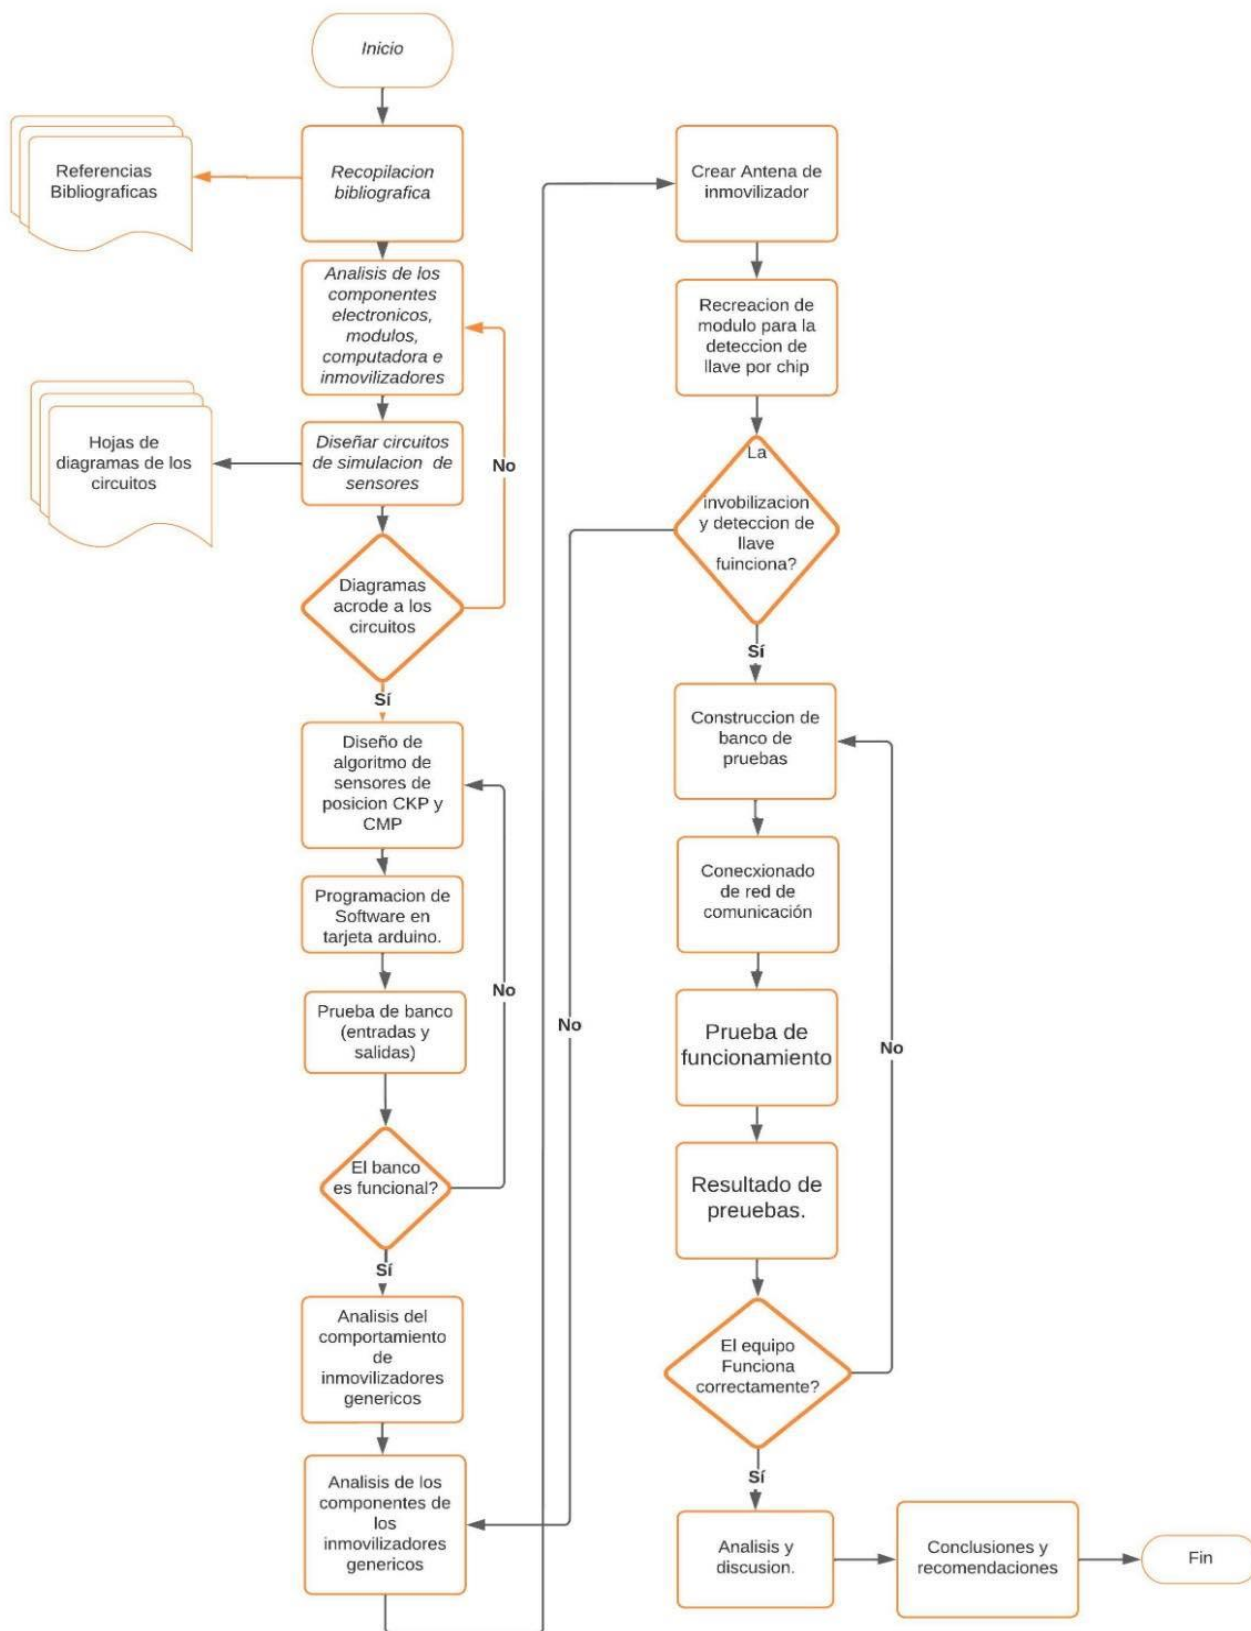 Inicio
Referencias
Bibliograficas
Recopilacion
bibliografica
Analisis de los
componentes
electronicos,
modulos,
computadora e
inmovilizadores
Hojas de
diagramas de los
circuitos
Diseñar circuitos
de simulacion de
sensores
No
Diagramas
acrode a los
circuitos
Sí
Diseño de
algoritmo de
sensores de
posicion CKP y
CMP
Programacion de
Software en
tarjeta arduino.
No
Prueba de banco
(entradas y
salidas)
El banco
es funcional?
Sí
Analisis del
comportamiento
de
inmovilizadores
genericos
Analisis de los
componentes de
los
inmovilizadores
genericos
Crear Antena de
inmovilizador
Recreacion de
modulo para la
deteccion de
llave por chip
La
invobilizacion
y deteccion de
llave
fuinciona?
No
Sí
Construccion de
banco de
pruebas
Conecxionado
de red de
comunicación
Prueba de
funcionamiento
No
Resultado de
preuebas.
El equipo
Funciona
correctamente?
Sí
Analisis y
discusion.
Conclusiones y
recomendaciones
Fin